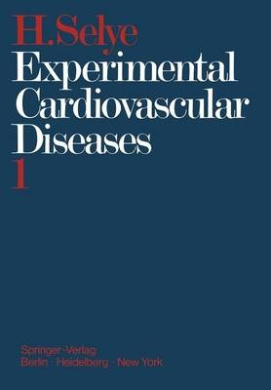 H.Selye
Experimental
Cardiovascular
Diseases
1
Springer-Verlag
Berlin · Heidelberg · New York